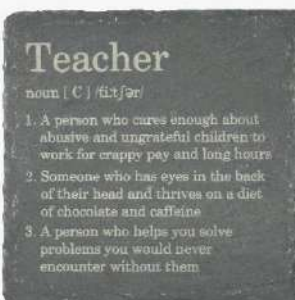 Teacher
noun [ C ] /tiːtʃər/
1. A person who cares enough about
abusive and ungrateful children to
work for crappy pay and long hours
2. Someone who has eyes in the back
of their head and thrives on a diet
of chocolate and caffeine
3. A person who helps you solve
problems you would never
encounter without them